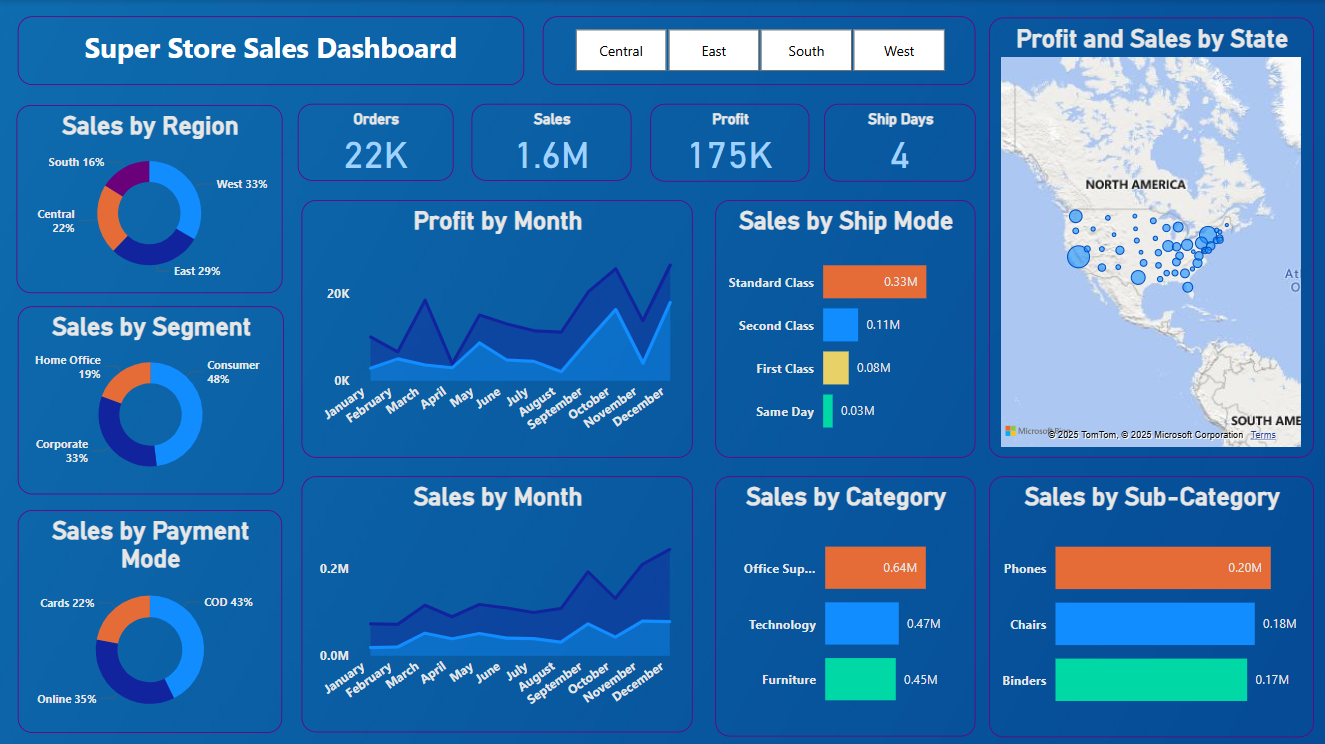 Super Store Sales Dashboard
Central
East
South
West
Profit and Sales by State
NORTH AMERICA
SOUTH AME
At
O
© 2025 TomTom, © 2025 Microsoft Corporation
Terms
Sales by Region
South 16%
West 33%
Central
22%
East 29%
Orders
22K
Sales
1.6M
Profit
175K
Ship Days
4
Profit by Month
20K
0K
January
February
March
April
May
June
July
August
September
October
November
December
Sales by Ship Mode
Standard Class
0.33M
Second Class
0.11M
First Class
0.08M
Same Day
0.03M
Sales by Segment
Home Office
19%
Consumer
48%
Corporate
33%
Sales by Payment
Mode
Cards 22%
COD 43%
Online 35%
Sales by Month
0.2M
0.0M
January
February
March
April
May
June
July
August
September
October
November
December
Sales by Category
Office Sup...
0.64M
Technology
0.47M
Furniture
0.45M
Sales by Sub-Category
Phones
0.20M
Chairs
0.18M
Binders
0.17M